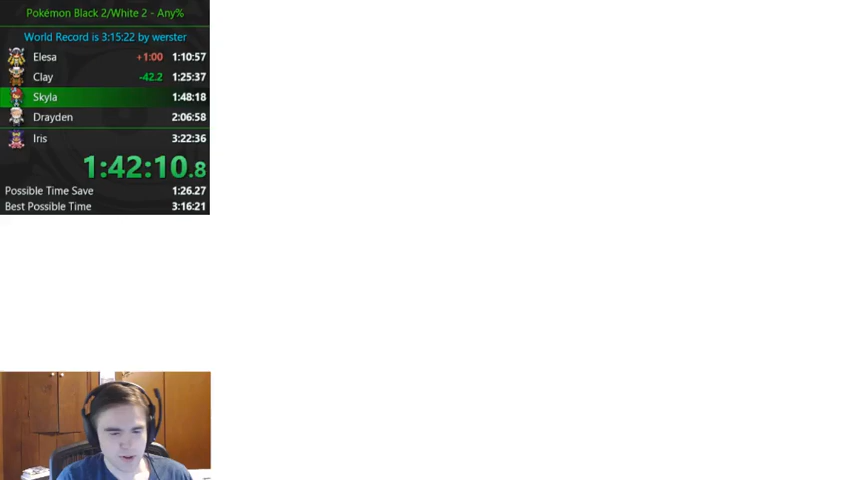 Pokémon Black 2/White 2 - Any%
World Record is 3:15:22 by werster
Elesa +1:00 1:10:57
Clay -42.2 1:25:37
Skyla 1:48:18
Drayden 2:06:58
Iris 3:22:36
1:42:10.8
Possible Time Save 1:26.27
Best Possible Time 3:16:21